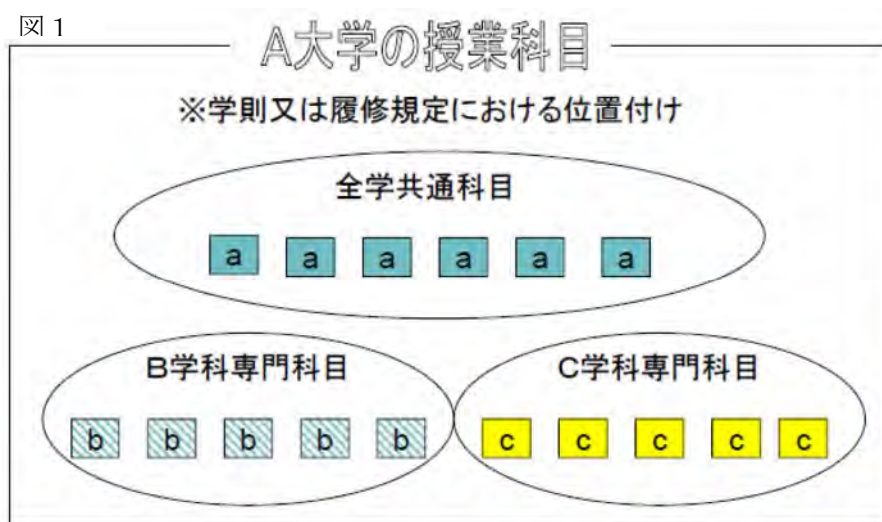 図 1
A大学の授業科目
※学則又は履修規定における位置付け
全学共通科目
a a a a a a
B学科専門科目 C学科専門科目
b b b b b c c c c c